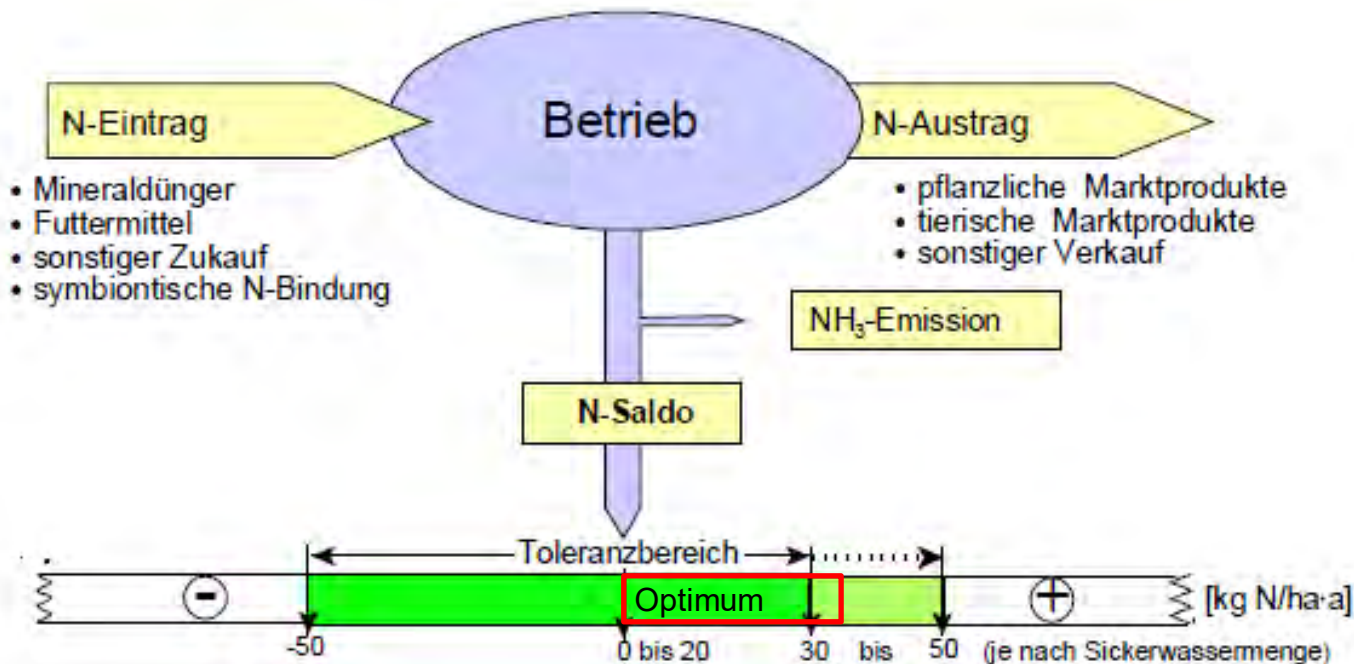 N-Eintrag
Betrieb
N-Austrag
• Mineraldünger
• Futtermittel
• sonstiger Zukauf
• symbiontische N-Bindung
• pflanzliche Marktprodukte
• tierische Marktprodukte
• sonstiger Verkauf
NH₃-Emission
N-Saldo
Toleranzbereich
- Optimum + [kg N/ha·a]
-50 0 bis 20 30 bis 50 (je nach Sickerwassermenge)